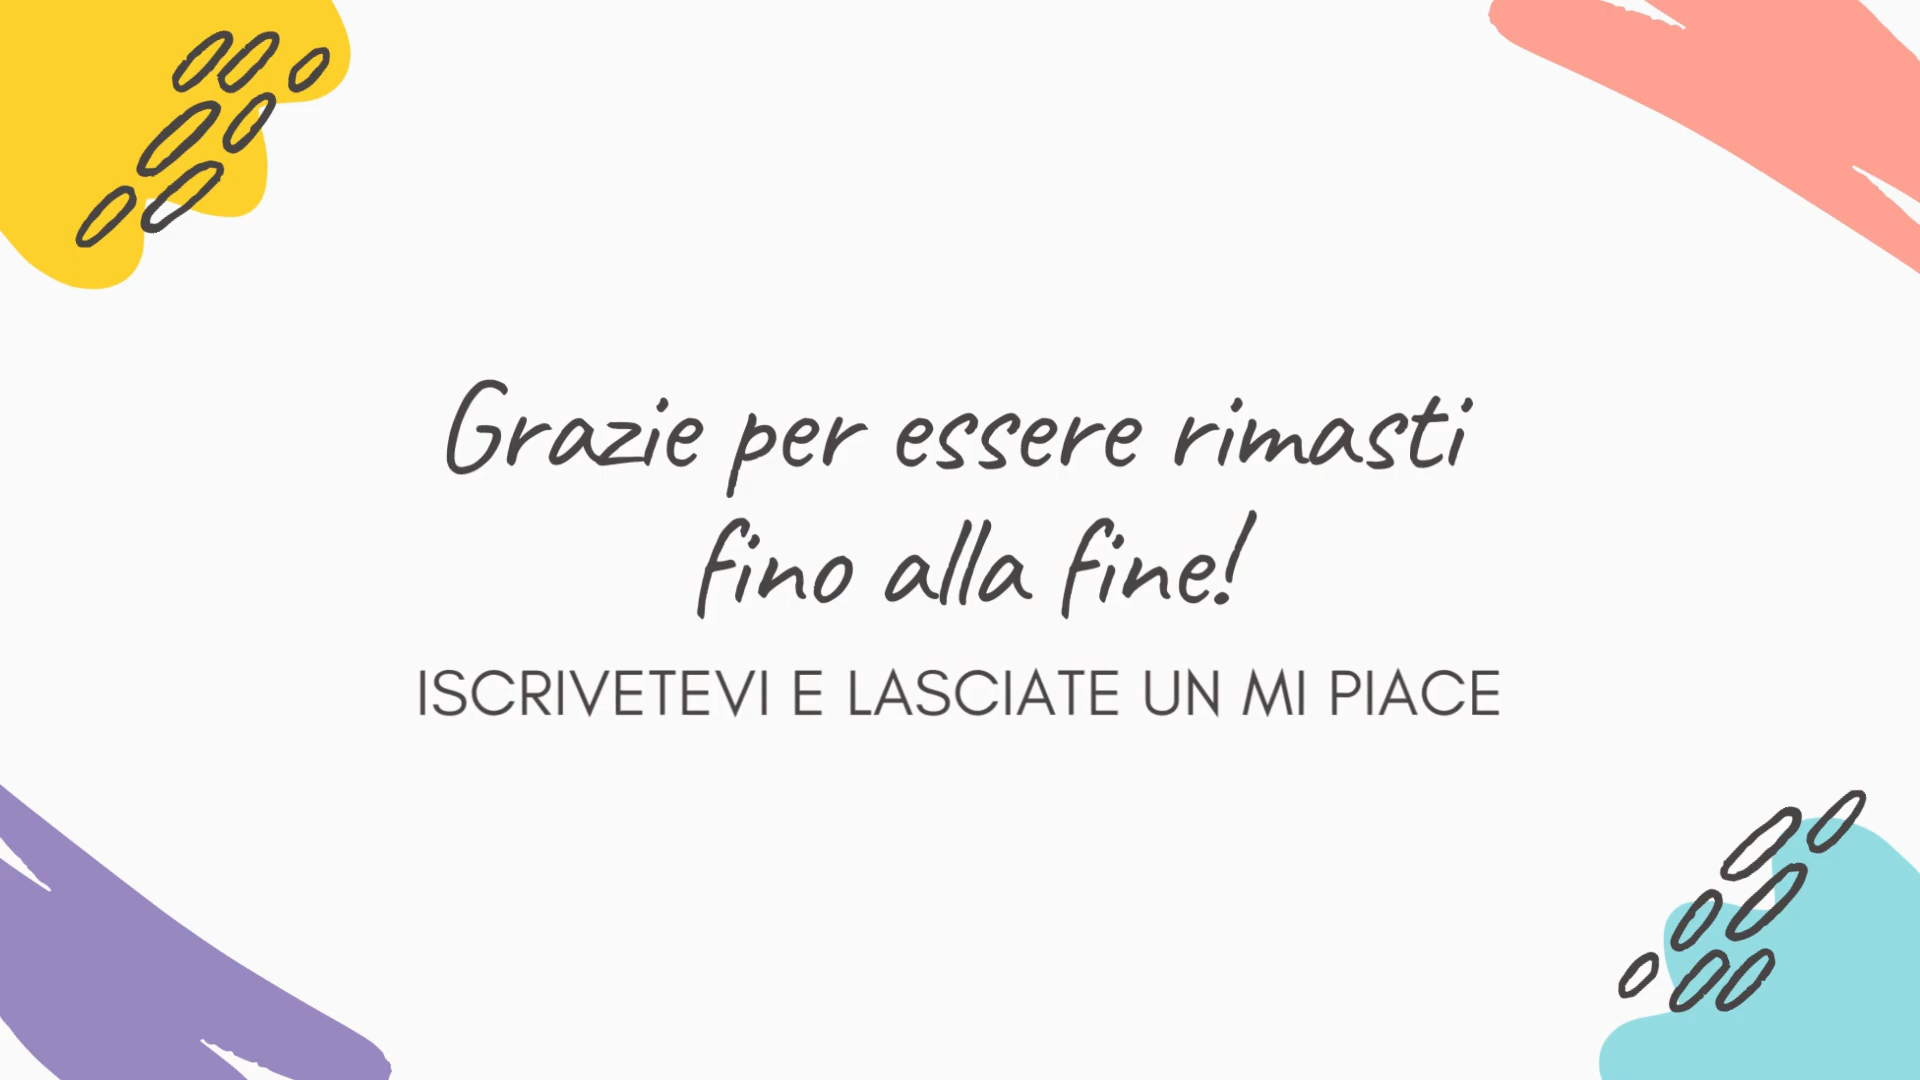 Grazie per essere rimasti
fino alla fine!
ISCRIVETEVI E LASCIATE UN MI PIACE